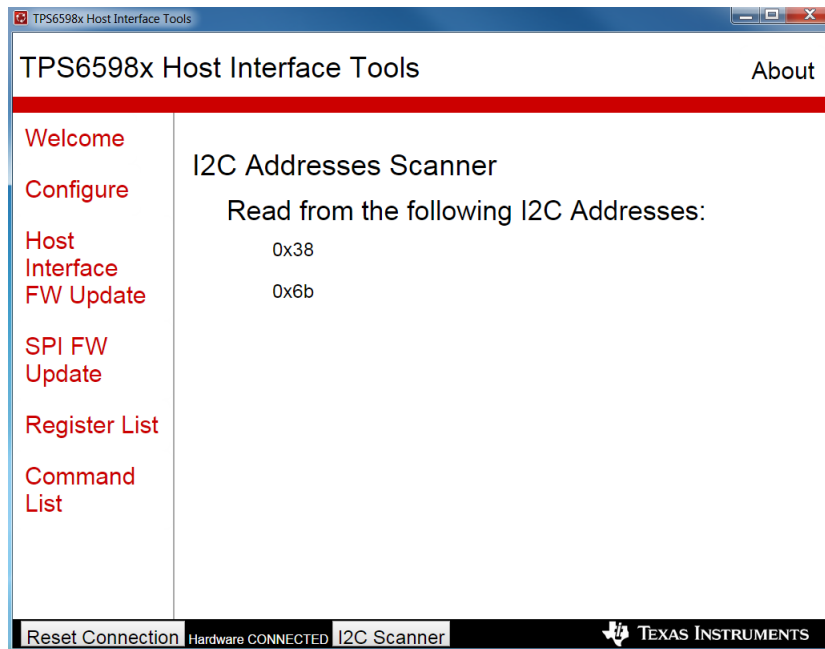 TPS6598x Host Interface Tools
TPS6598x Host Interface Tools
About
Welcome
Configure
Host
Interface
FW Update
SPI FW
Update
Register List
Command
List
I2C Addresses Scanner
Read from the following I2C Addresses:
0x38
0x6b
Reset Connection
Hardware CONNECTED
I2C Scanner
TEXAS INSTRUMENTS